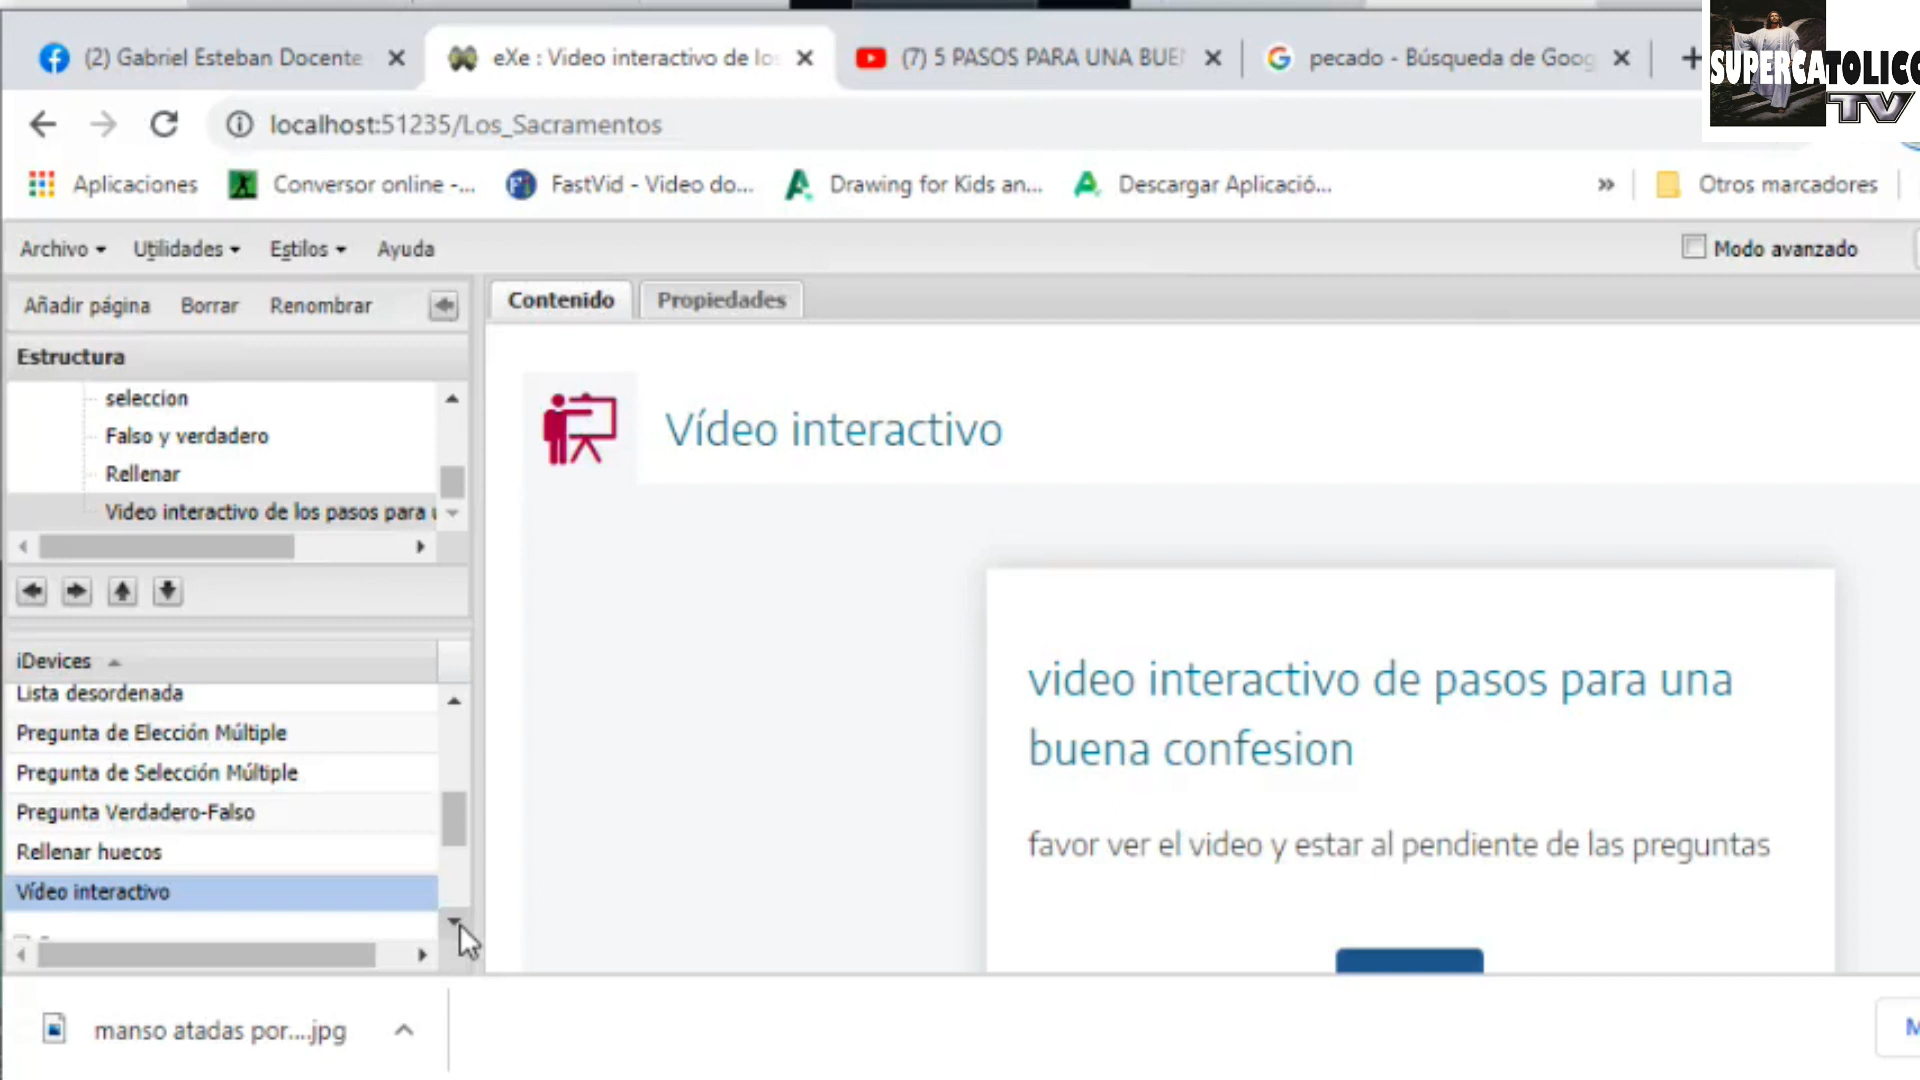 (2) Gabriel Esteban Docente
eXe : Video interactivo de los
(7) 5 PASOS PARA UNA BUEN
pecado - Búsqueda de Goog
SUPERCATOLICO
TV
localhost:51235/Los_Sacramentos
Aplicaciones
Conversor online -...
FastVid - Video do...
Drawing for Kids an...
Descargar Aplicació...
»
Otros marcadores
Archivo
Utilidades
Estilos
Ayuda
Modo avanzado
Añadir página
Borrar
Renombrar
Contenido
Propiedades
Estructura
seleccion
Falso y verdadero
Rellenar
Video interactivo de los pasos para u
Vídeo interactivo
iDevices
Lista desordenada
Pregunta de Elección Múltiple
Pregunta de Selección Múltiple
Pregunta Verdadero-Falso
Rellenar huecos
Vídeo interactivo
video interactivo de pasos para una
buena confesion
favor ver el video y estar al pendiente de las preguntas
manso atadas por....jpg
M